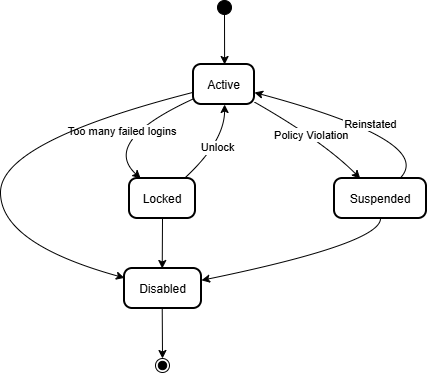 Active
Too many failed logins
Reinstated
Policy Violation
Unlock
Locked
Suspended
Disabled